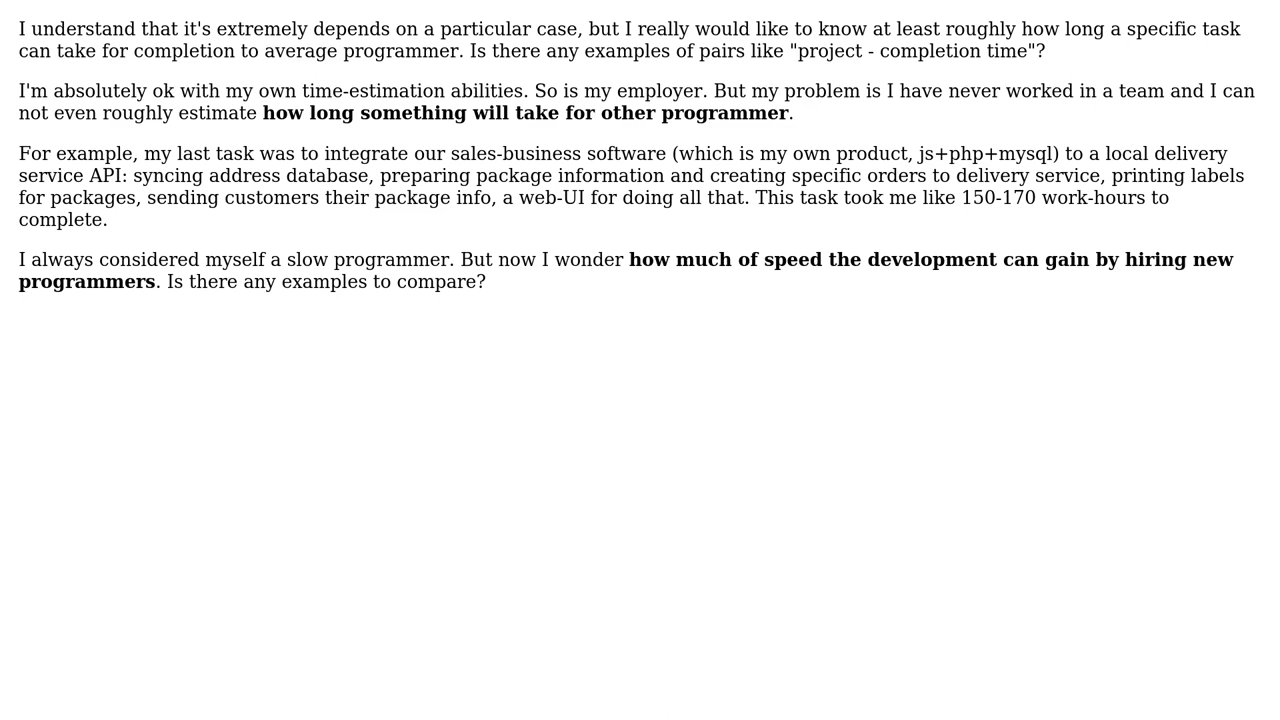 I understand that it's extremely depends on a particular case, but I really would like to know at least roughly how long a specific task
can take for completion to average programmer. Is there any examples of pairs like "project - completion time"?
I'm absolutely ok with my own time-estimation abilities. So is my employer. But my problem is I have never worked in a team and I can
not even roughly estimate how long something will take for other programmer.
For example, my last task was to integrate our sales-business software (which is my own product, js+php+mysql) to a local delivery
service API: syncing address database, preparing package information and creating specific orders to delivery service, printing labels
for packages, sending customers their package info, a web-UI for doing all that. This task took me like 150-170 work-hours to
complete.
I always considered myself a slow programmer. But now I wonder how much of speed the development can gain by hiring new
programmers. Is there any examples to compare?